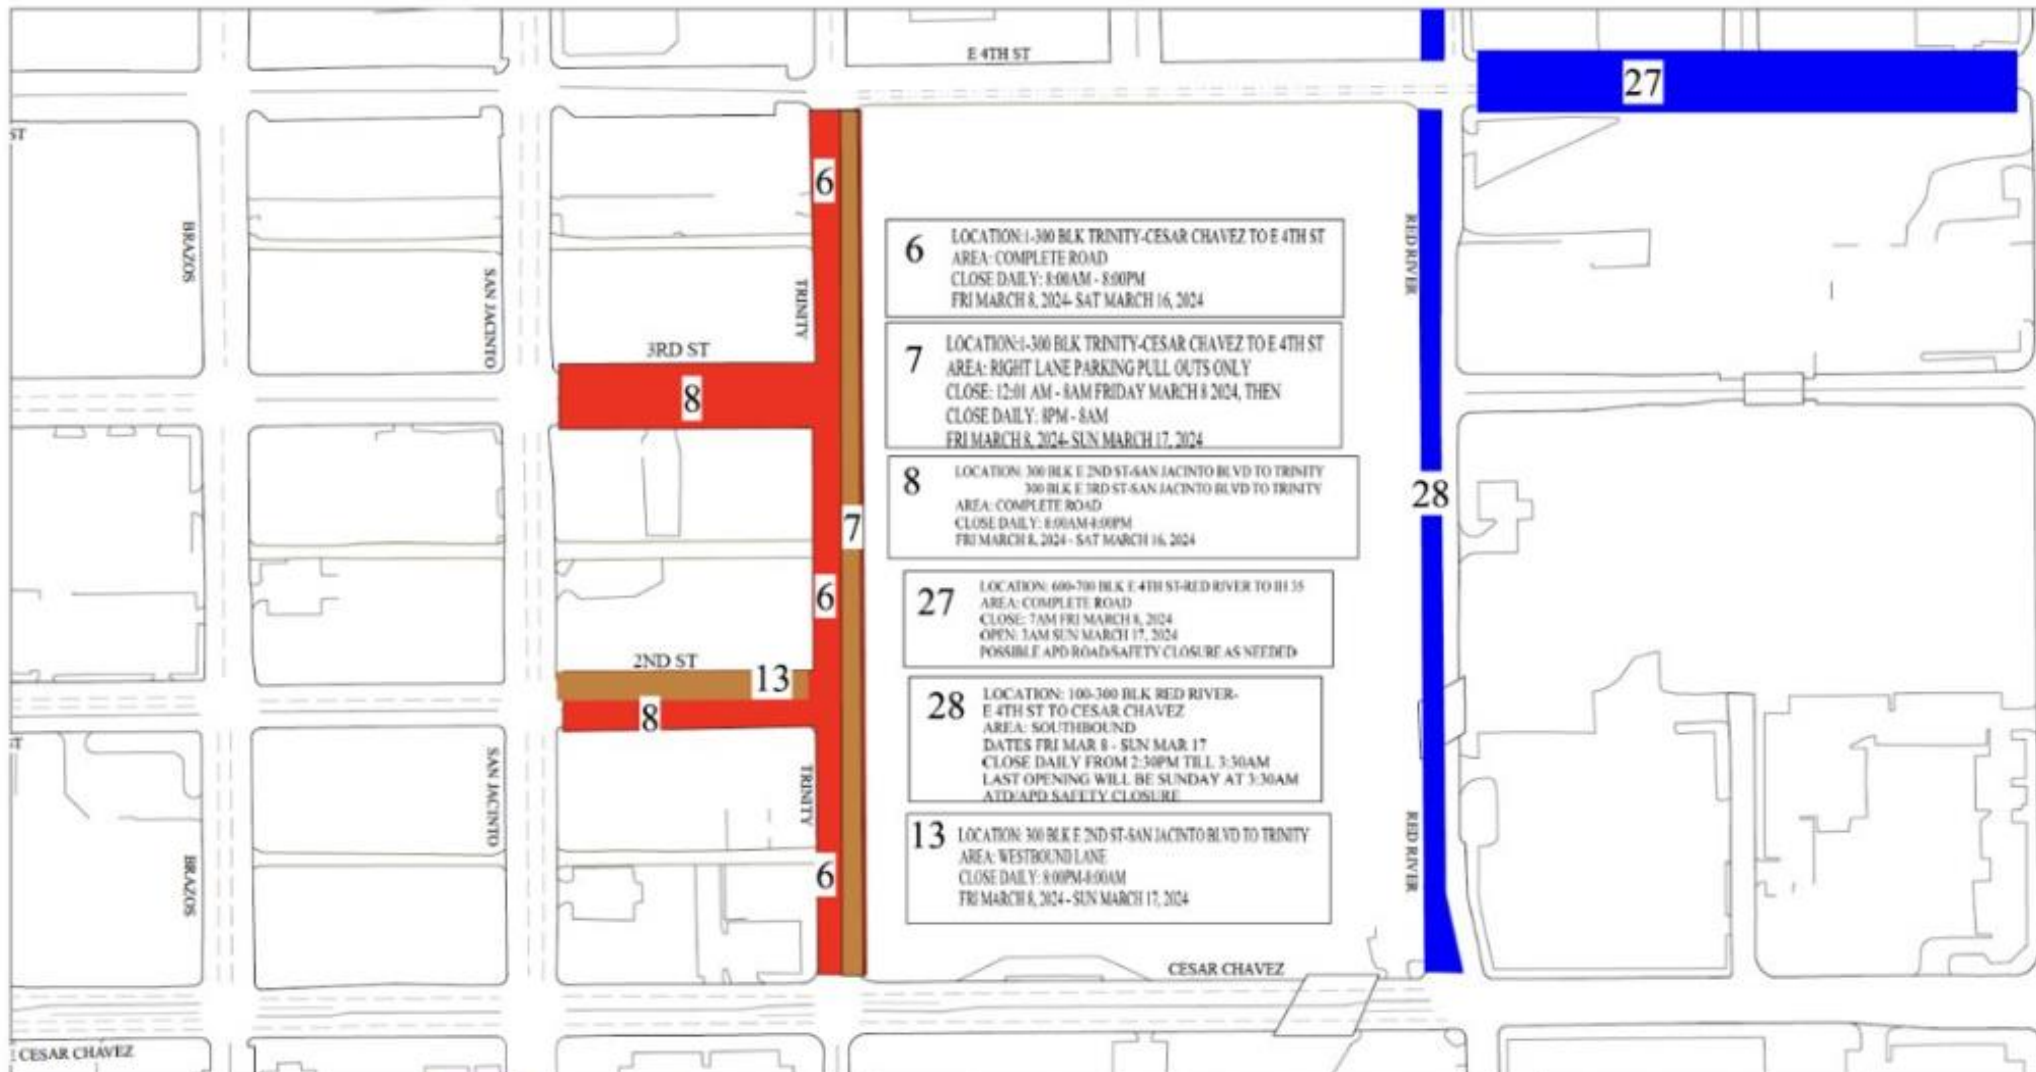 E 4TH ST
27
ST
6
BRAZOS
SAN JACINTO
TRINITY
RED RIVER
3RD ST
8
28
7
6
2ND ST
13
8
SAN JACINTO
TRINITY
RED RIVER
BRAZOS
6
CESAR CHAVEZ
CESAR CHAVEZ
6
LOCATION:1-300 BLK TRINITY-CESAR CHAVEZ TO E 4TH ST
AREA: COMPLETE ROAD
CLOSE DAILY: 8:00AM - 8:00PM
FRI MARCH 8, 2024- SAT MARCH 16, 2024
7
LOCATION:1-300 BLK TRINITY-CESAR CHAVEZ TO E 4TH ST
AREA: RIGHT LANE PARKING PULL OUTS ONLY
CLOSE: 12:01 AM - 8AM FRIDAY MARCH 8 2024, THEN
CLOSE DAILY: 8PM - 8AM
FRI MARCH 8, 2024- SUN MARCH 17, 2024
8
LOCATION: 300 BLK E 2ND ST-SAN JACINTO BLVD TO TRINITY
300 BLK E 3RD ST-SAN JACINTO BLVD TO TRINITY
AREA: COMPLETE ROAD
CLOSE DAILY: 8:00AM-8:00PM
FRI MARCH 8, 2024 - SAT MARCH 16, 2024
27
LOCATION: 600-700 BLK E 4TH ST-RED RIVER TO IH 35
AREA: COMPLETE ROAD
CLOSE: 7AM FRI MARCH 8, 2024
OPEN: 3AM SUN MARCH 17, 2024
POSSIBLE APD ROAD/SAFETY CLOSURE AS NEEDED
28
LOCATION: 100-300 BLK RED RIVER-
E 4TH ST TO CESAR CHAVEZ
AREA: SOUTHBOUND
DATES FRI MAR 8 - SUN MAR 17
CLOSE DAILY FROM 2:30PM TILL 3:30AM
LAST OPENING WILL BE SUNDAY AT 3:30AM
ATD/APD SAFETY CLOSURE
13
LOCATION: 300 BLK E 2ND ST-SAN JACINTO BLVD TO TRINITY
AREA: WESTBOUND LANE
CLOSE DAILY: 8:00PM-8:00AM
FRI MARCH 8, 2024 - SUN MARCH 17, 2024